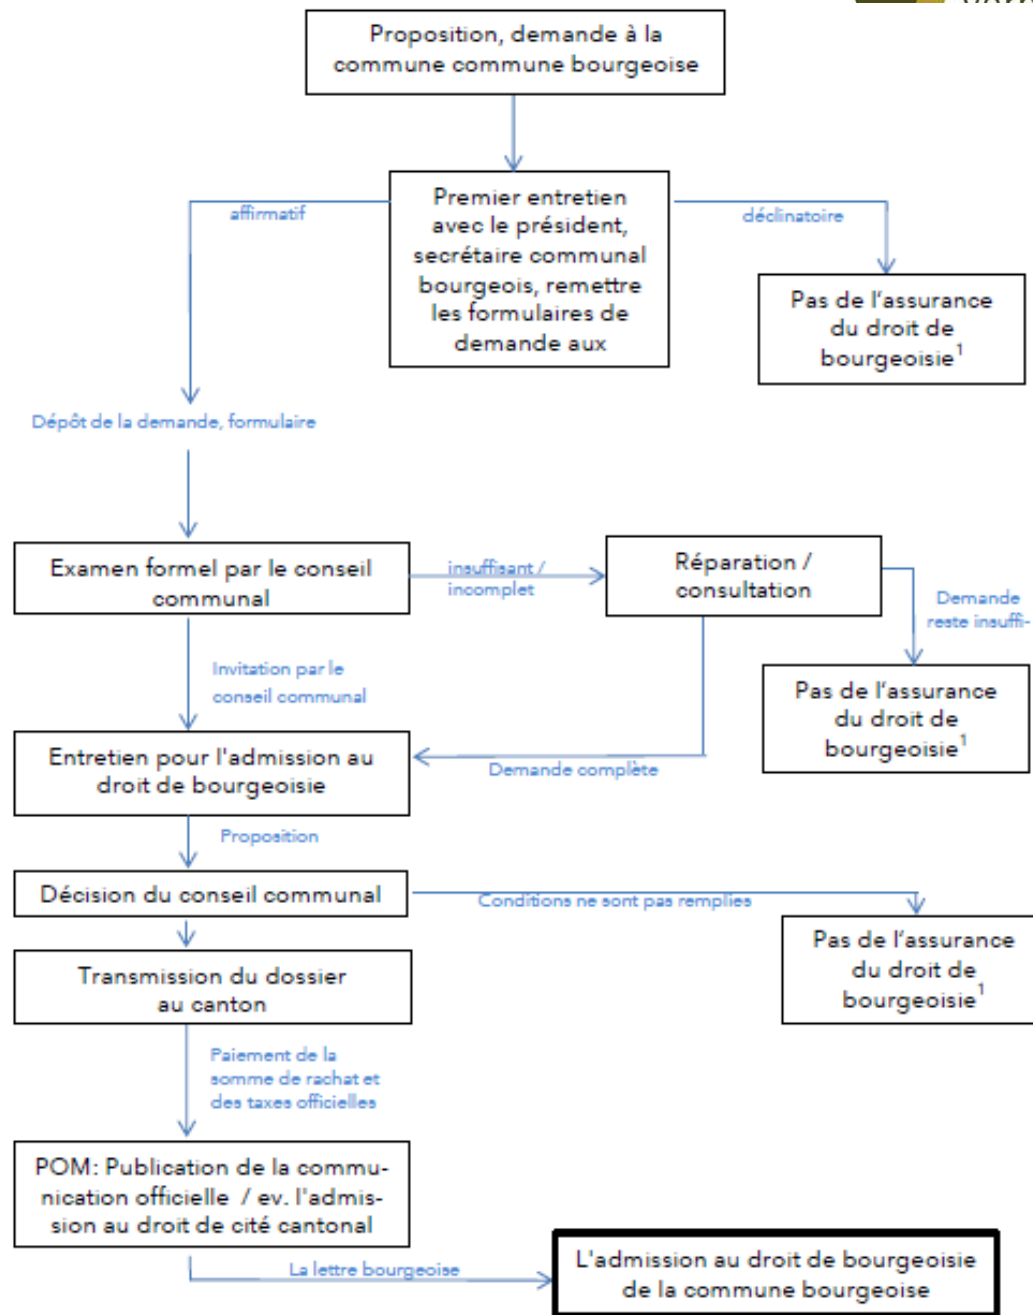 Proposition, demande à la
commune commune bourgeoise
affirmatif
Premier entretien
avec le président,
secrétaire communal
bourgeois, remettre
les formulaires de
demande aux
déclinatoire
Pas de l'assurance
du droit de
bourgeoisie¹
Dépôt de la demande, formulaire
Examen formel par le conseil
communal
insuffisant /
incomplet
Réparation /
consultation
Demande
reste insuffi-
Invitation par le
conseil communal
Pas de l'assurance
du droit de
bourgeoisie¹
Entretien pour l'admission au
droit de bourgeoisie
Demande complète
Proposition
Décision du conseil communal
Conditions ne sont pas remplies
Pas de l'assurance
du droit de
bourgeoisie¹
Transmission du dossier
au canton
Paiement de la
somme de rachat et
des taxes officielles
POM: Publication de la commu-
nication officielle / ev. l'admis-
sion au droit de cité cantonal
La lettre bourgeoise
L'admission au droit de bourgeoisie
de la commune bourgeoise